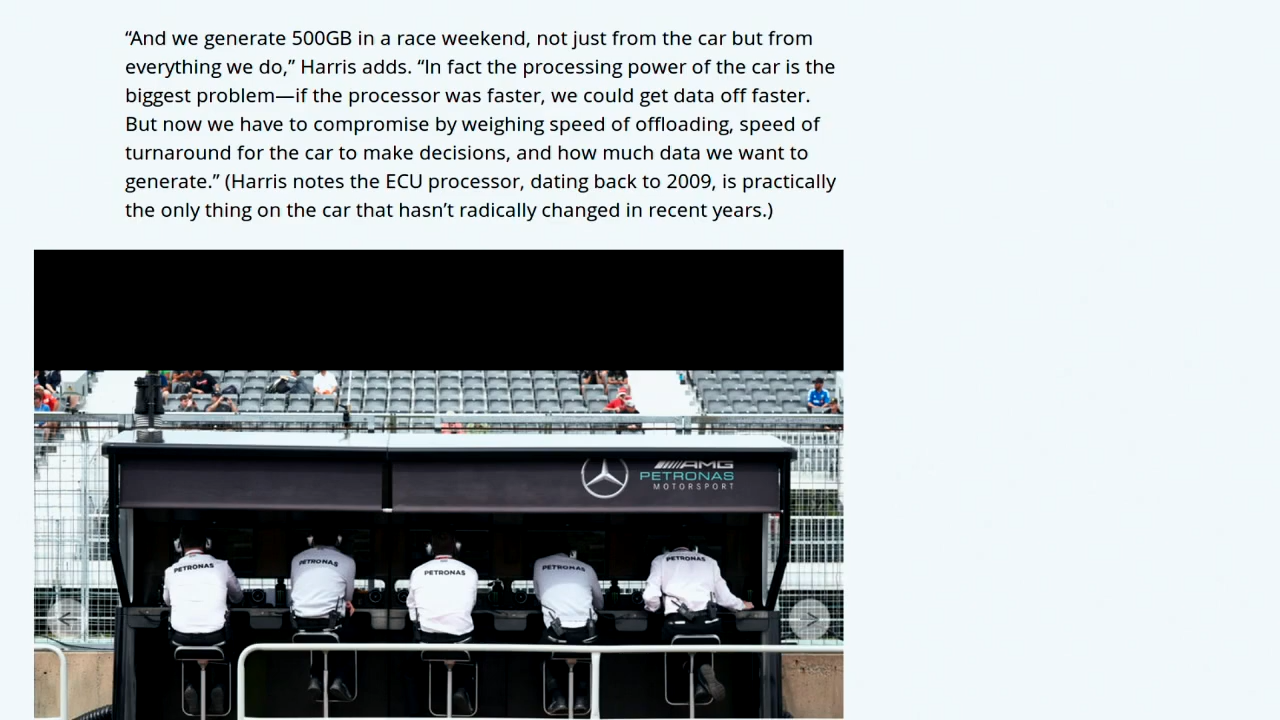 “And we generate 500GB in a race weekend, not just from the car but from
everything we do,” Harris adds. “In fact the processing power of the car is the
biggest problem—if the processor was faster, we could get data off faster.
But now we have to compromise by weighing speed of offloading, speed of
turnaround for the car to make decisions, and how much data we want to
generate.” (Harris notes the ECU processor, dating back to 2009, is practically
the only thing on the car that hasn’t radically changed in recent years.)
AMG
PETRONAS
MOTORSPORT
PETRONAS
PETRONAS
PETRONAS
PETRONAS
PETRONAS